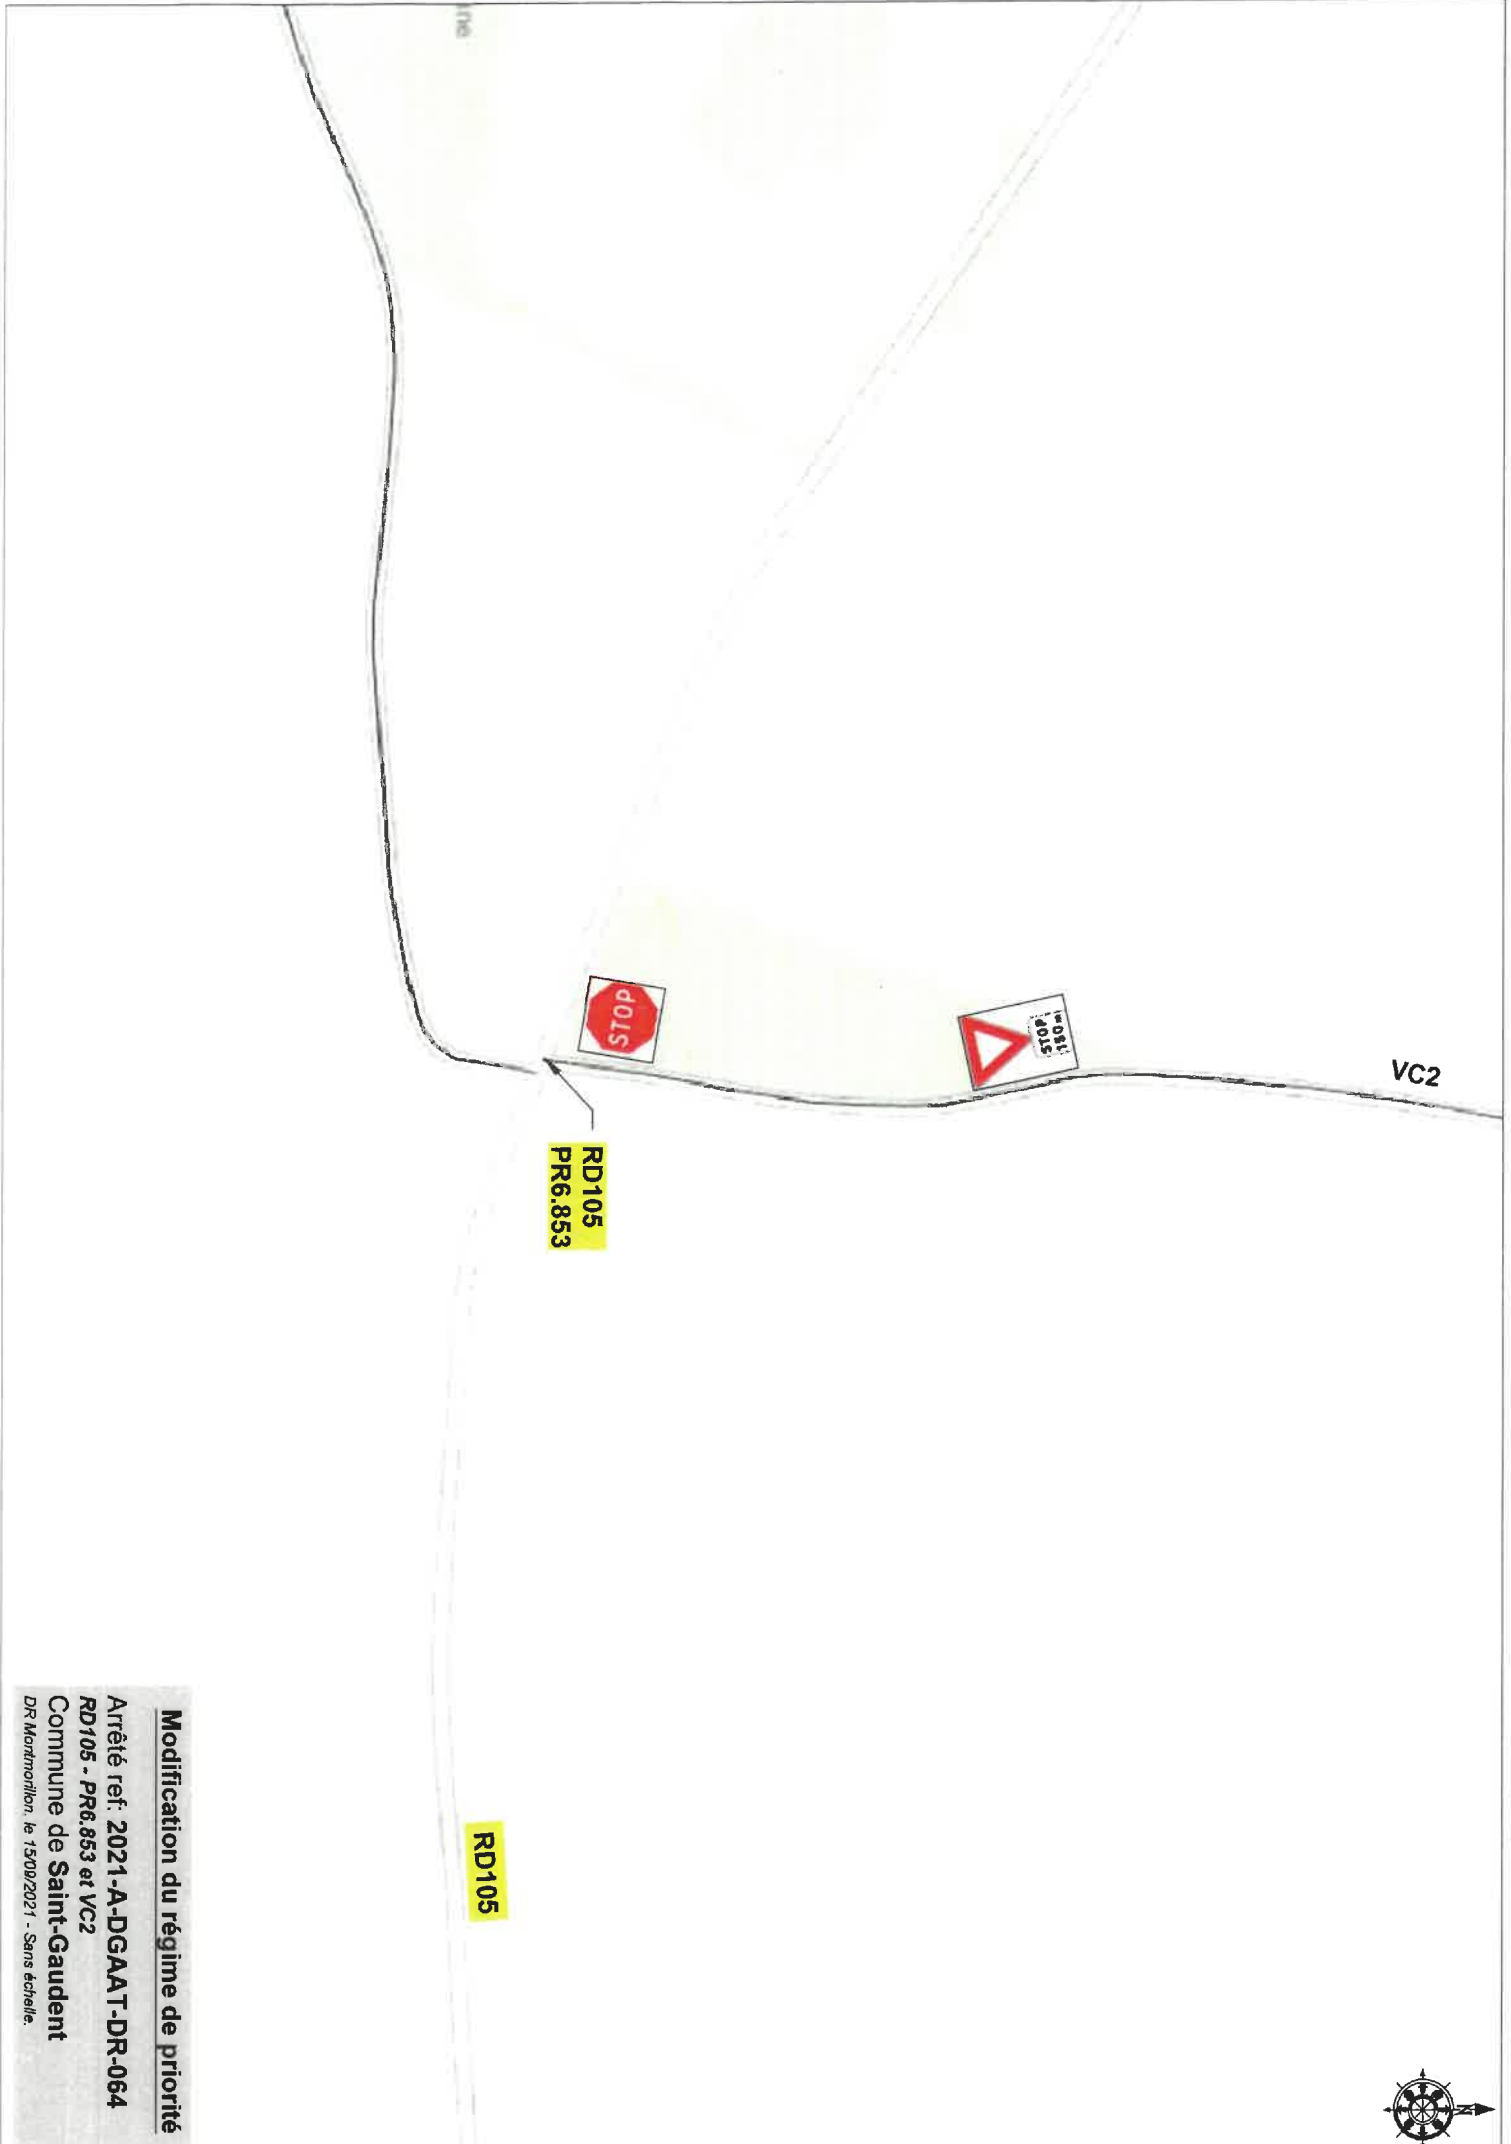 VC2
STOP
150m
STOP
RD105
PR6.853
RD105
N
Modification du régime de priorité
Arrêté ref: 2021-A-DGAAT-DR-064
RD105 - PR6.853 et VC2
Commune de Saint-Gaudent
DR Montmorillon, le 15/09/2021 - Sans échelle.